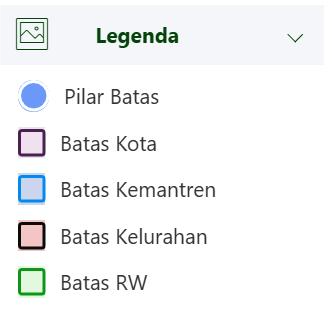 Legenda
Pilar Batas
Batas Kota
Batas Kemantren
Batas Kelurahan
Batas RW